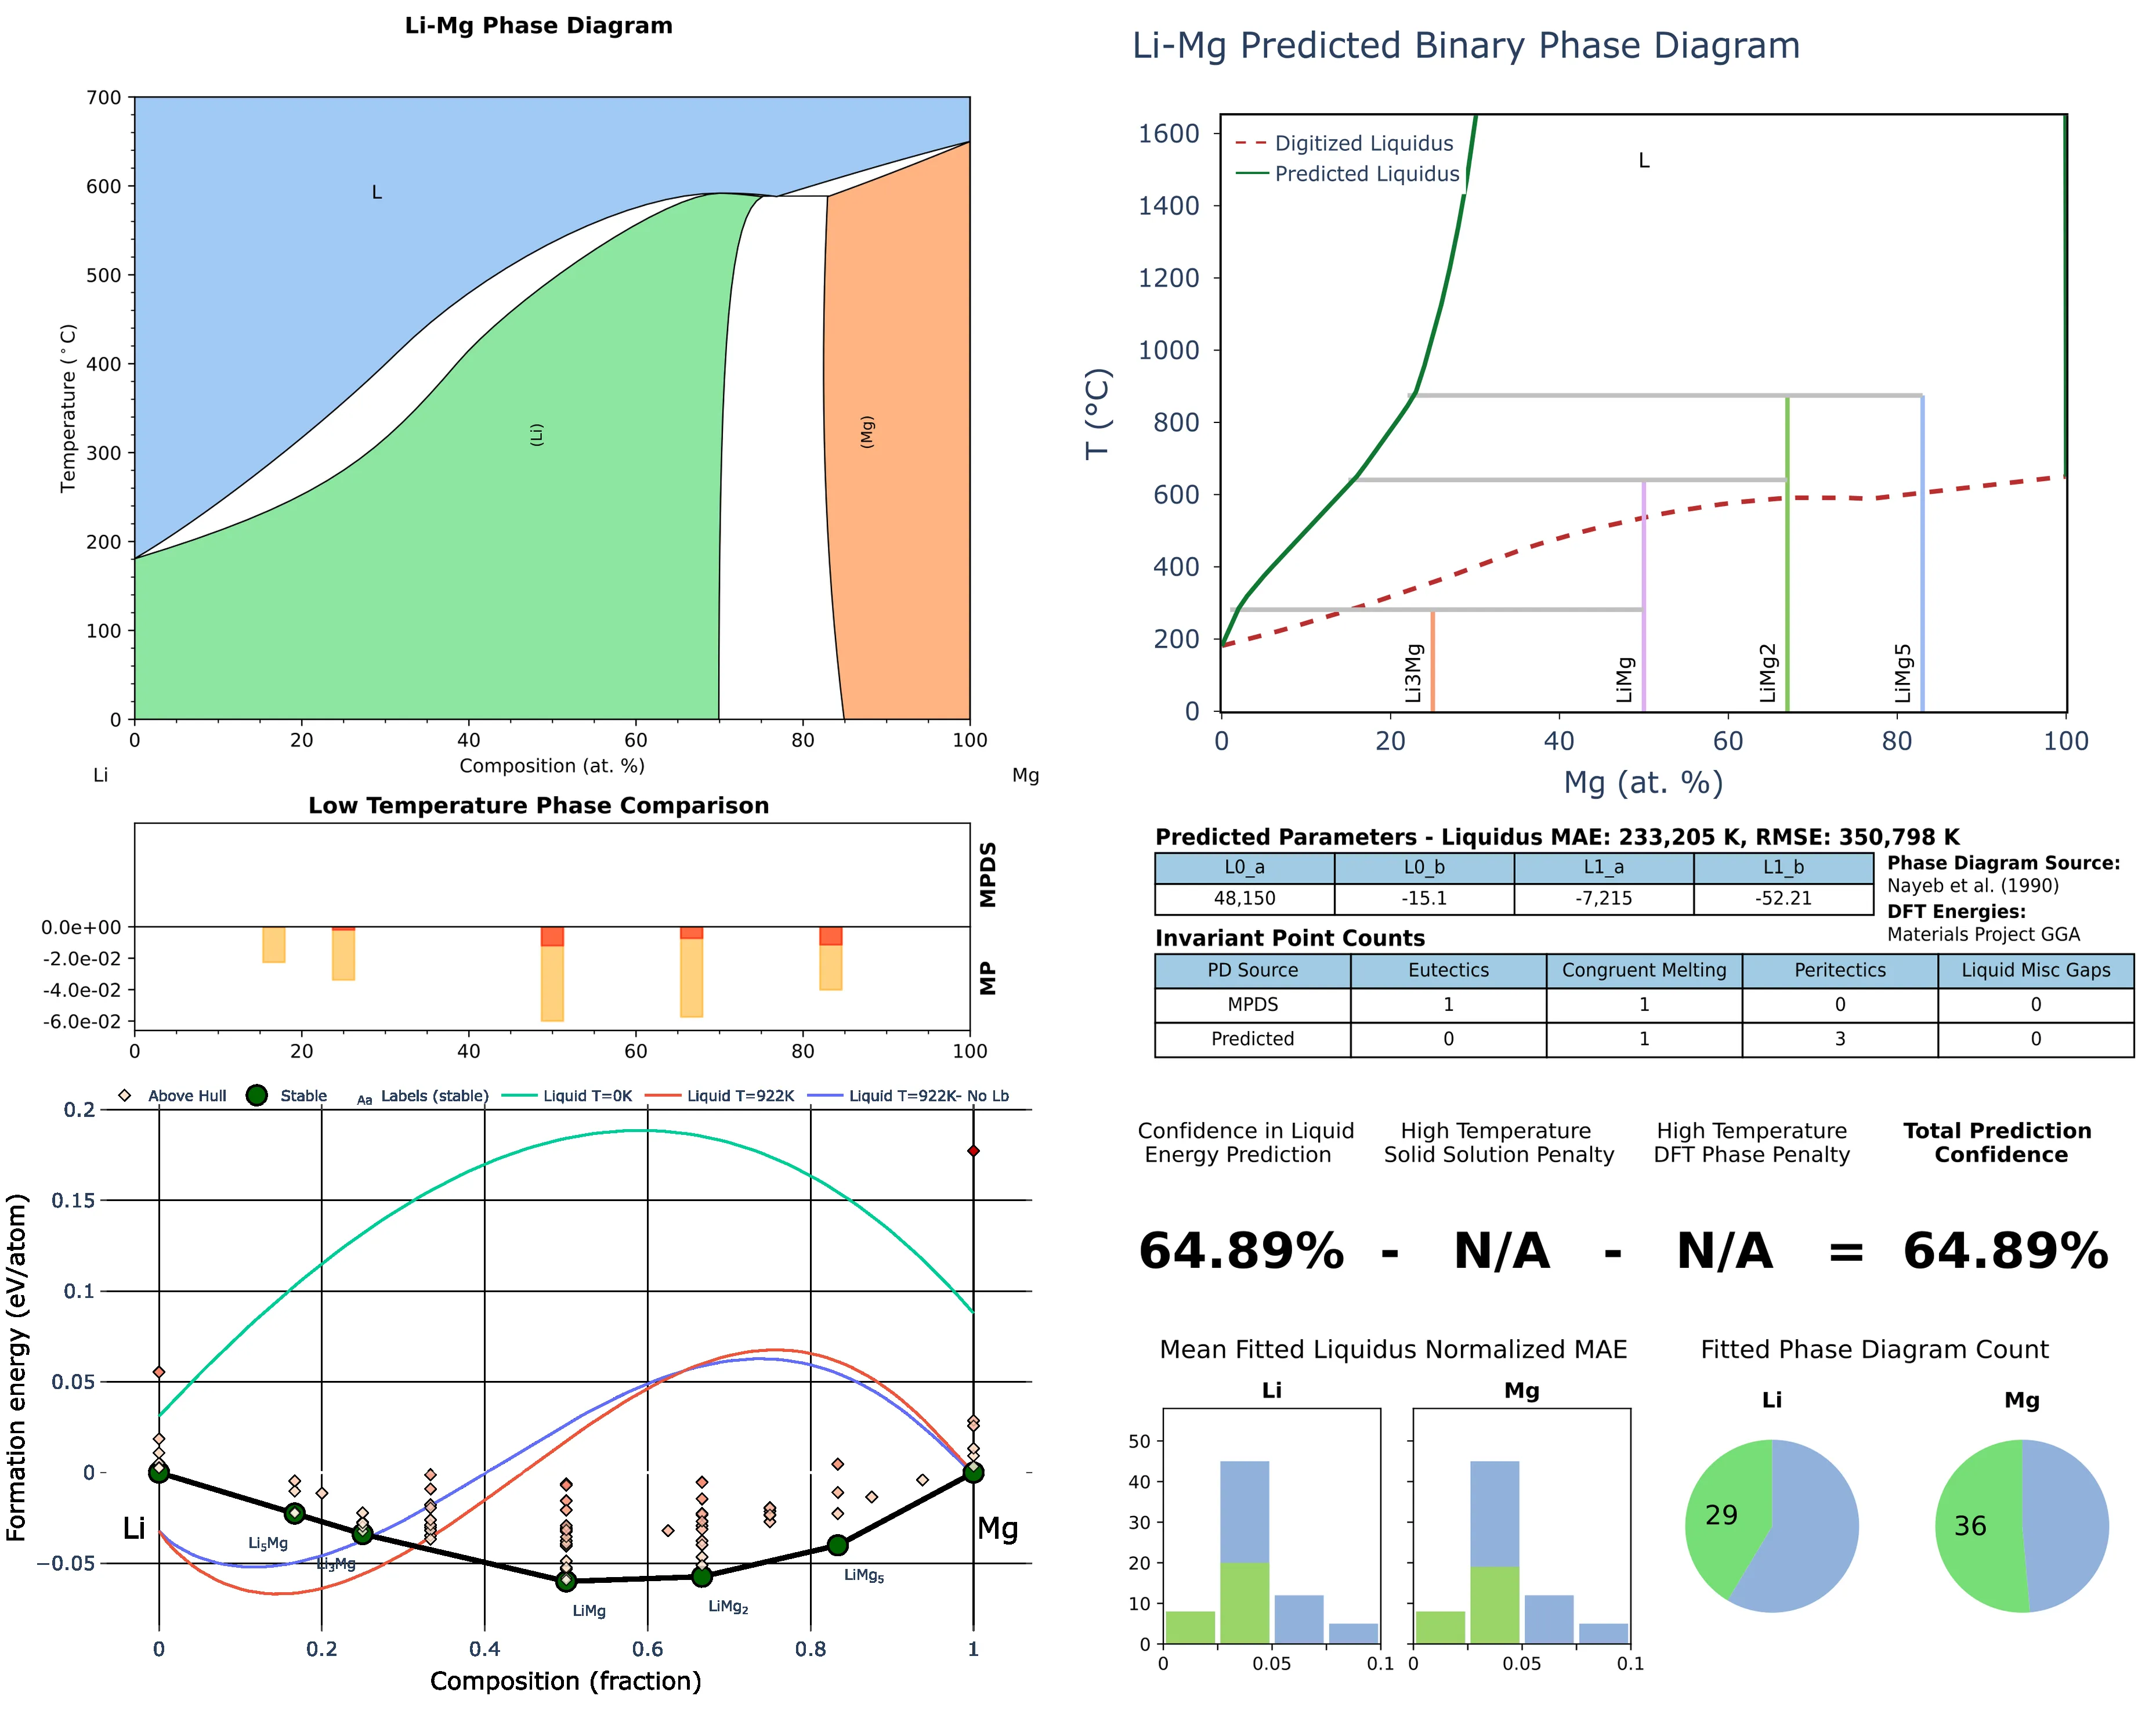 Li-Mg Phase Diagram
700
600
500
400
300
200
100
0
Temperature (°C)
L
(Li)
(Mg)
0 20 40 60 80 100
Composition (at. %)
Li Mg
Low Temperature Phase Comparison
MPDS
MP
0.0e+00
-2.0e-02
-4.0e-02
-6.0e-02
0 20 40 60 80 100
Above Hull Stable Aa Labels (stable) Liquid T=0K Liquid T=922K Liquid T=922K- No Lb
0.2
0.15
0.1
0.05
0
−0.05
Formation energy (eV/atom)
Li Mg
Li5Mg
Li3Mg
LiMg
LiMg2
LiMg5
0 0.2 0.4 0.6 0.8 1
Composition (fraction)
Li-Mg Predicted Binary Phase Diagram
Digitized Liquidus
Predicted Liquidus
L
1600
1400
1200
1000
800
600
400
200
0
T (°C)
Li3Mg
LiMg
LiMg2
LiMg5
0 20 40 60 80 100
Mg (at. %)
Predicted Parameters - Liquidus MAE: 233,205 K, RMSE: 350,798 K
L0_a L0_b L1_a L1_b
48,150 -15.1 -7,215 -52.21
Phase Diagram Source:
Nayeb et al. (1990)
DFT Energies:
Materials Project GGA
Invariant Point Counts
PD Source Eutectics Congruent Melting Peritectics Liquid Misc Gaps
MPDS 1 1 0 0
Predicted 0 1 3 0
Confidence in Liquid
Energy Prediction
High Temperature
Solid Solution Penalty
High Temperature
DFT Phase Penalty
Total Prediction
Confidence
64.89% - N/A - N/A = 64.89%
Mean Fitted Liquidus Normalized MAE
Li Mg
50
40
30
20
10
0
0 0.05 0.1 0 0.05 0.1
Fitted Phase Diagram Count
Li Mg
29 36